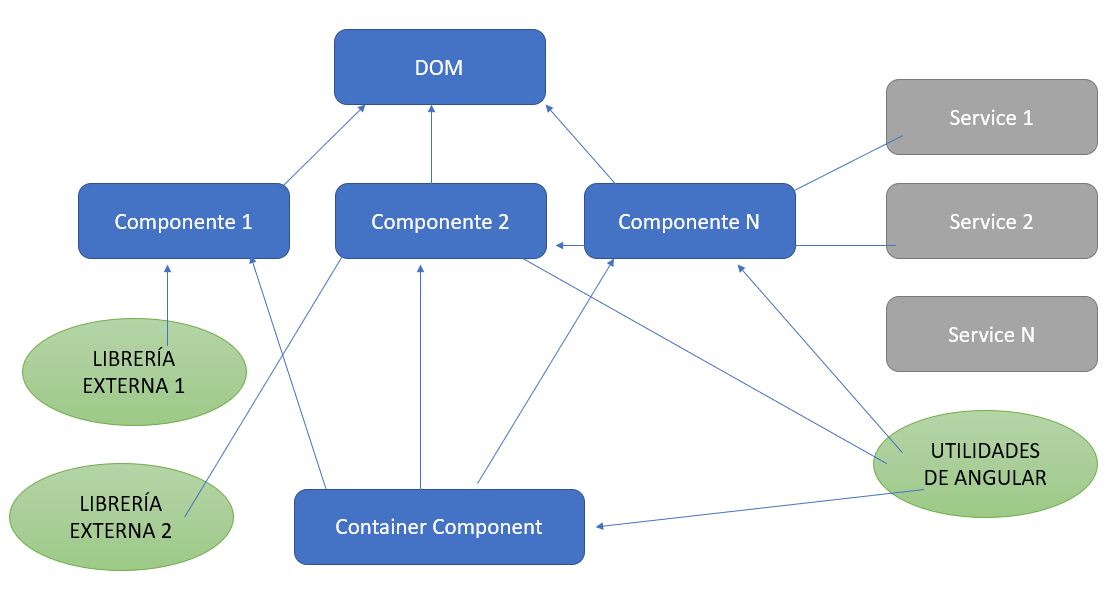 DOM
Service 1
Componente 1
Componente 2
Componente N
Service 2
Service N
LIBRERÍA
EXTERNA 1
UTILIDADES
DE ANGULAR
LIBRERÍA
EXTERNA 2
Container Component